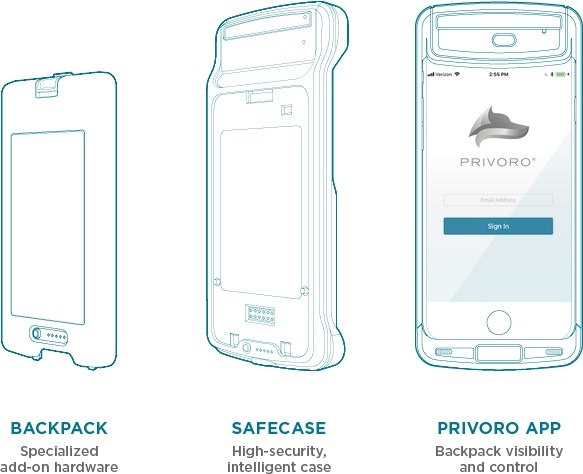 Verizon 2:55 PM
PRIVORO®
Email Address
Sign In
BACKPACK
Specialized
add-on hardware
SAFECASE
High-security,
intelligent case
PRIVORO APP
Backpack visibility
and control